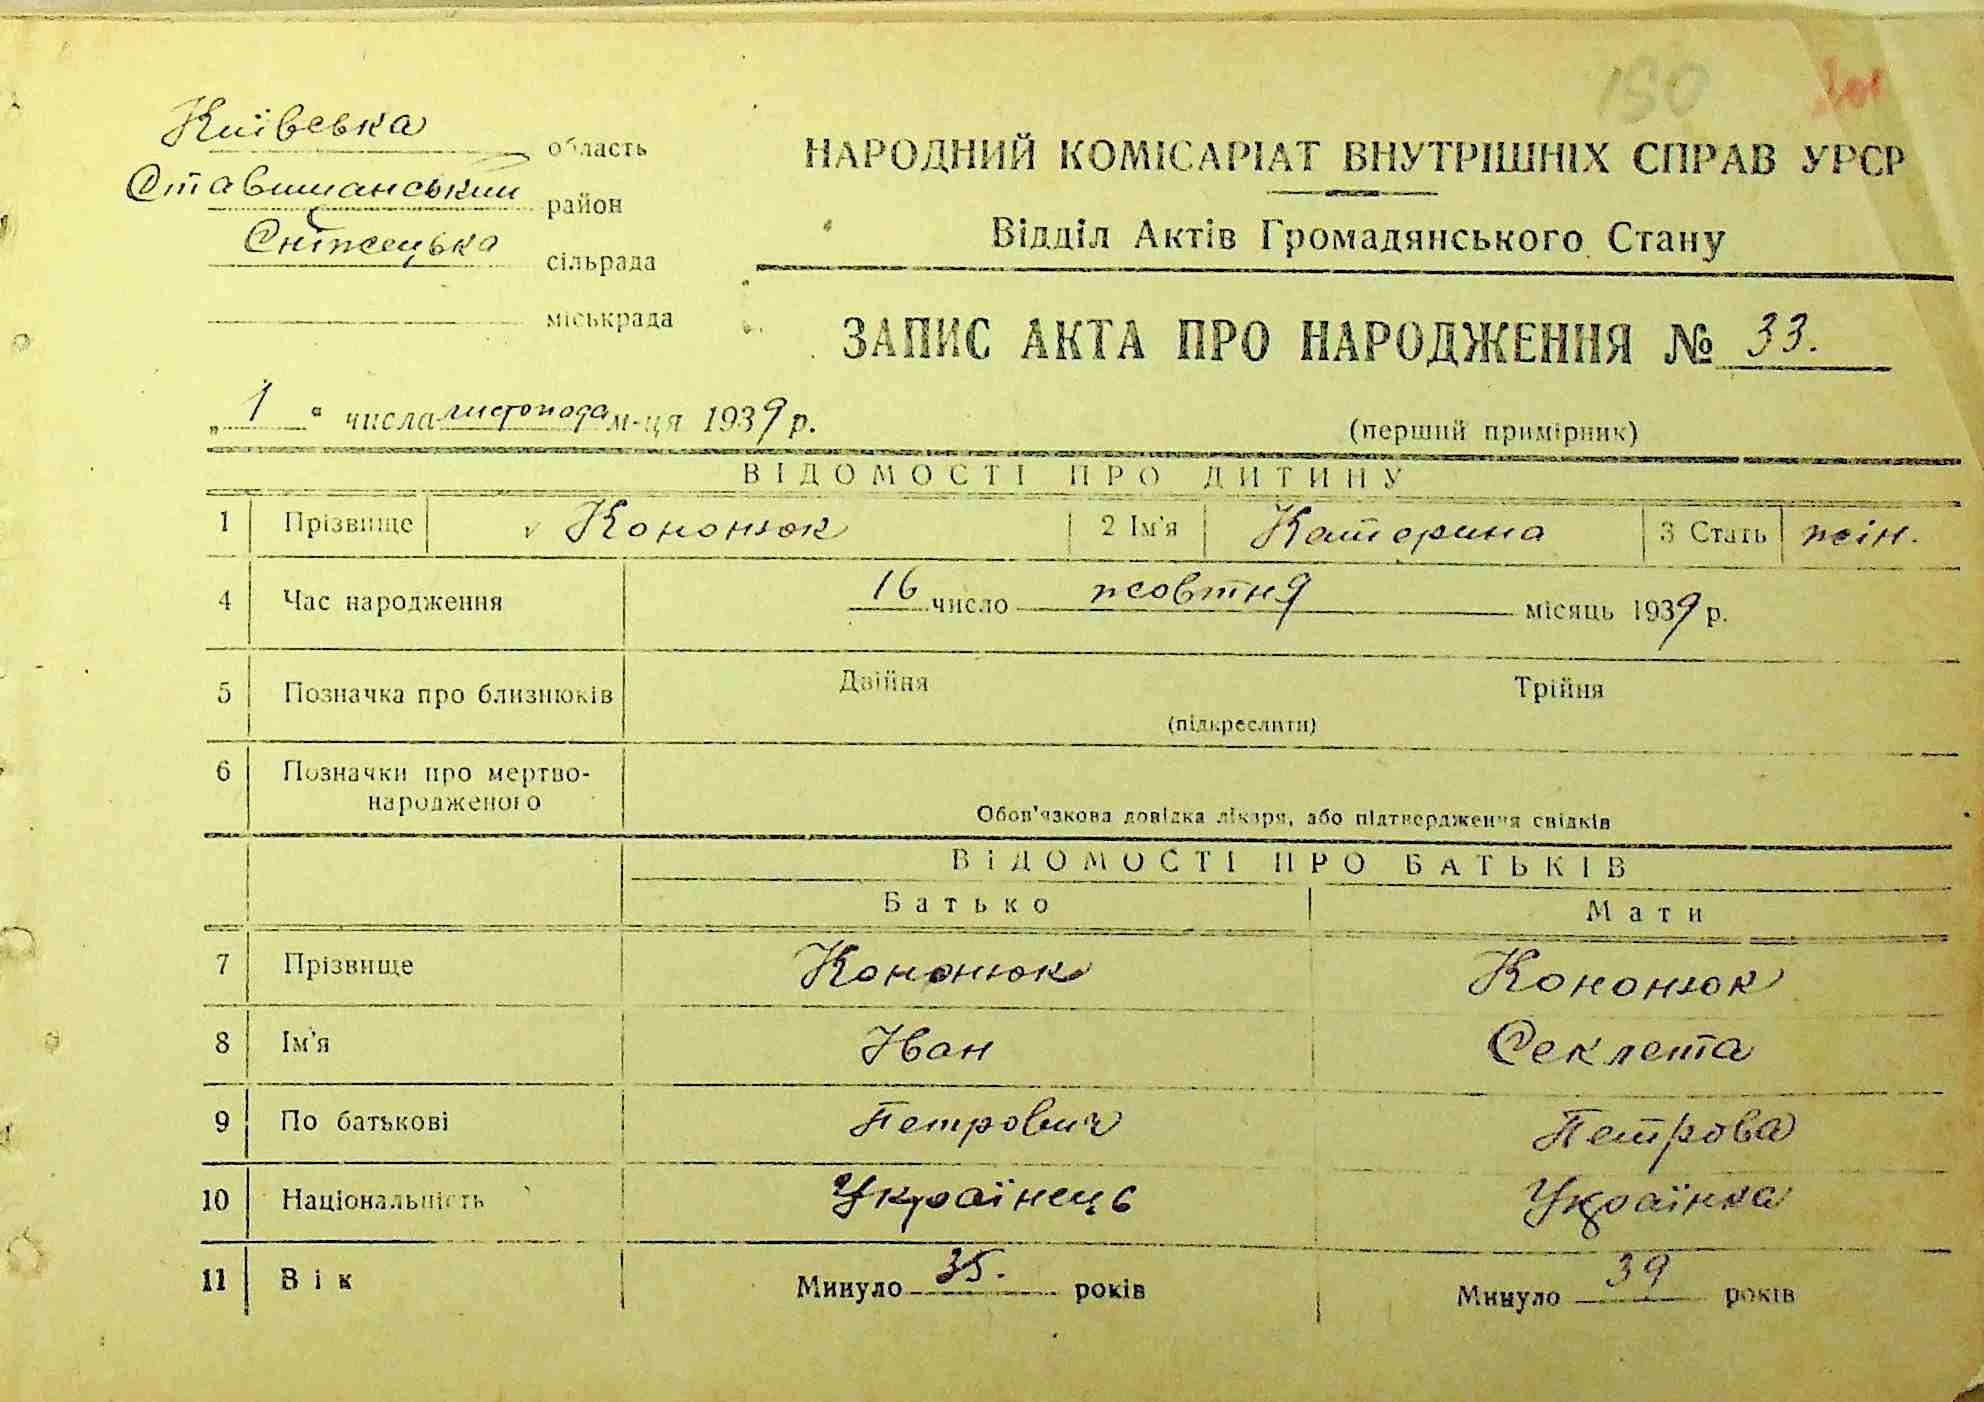 150
Київська область
Ставищанський район
Сніжецька сільрада
міськрада
НАРОДНИЙ КОМІСАРІАТ ВНУТРІШНІХ СПРАВ УРСР
Відділ Актів Громадянського Стану
ЗАПИС АКТА ПРО НАРОДЖЕННЯ № 33.
„1“ числа листопада м-ця 1939 р.
(перший примірник)
ВІДОМОСТІ ПРО ДИТИНУ
1 Прізвище Кононюк 2 Ім'я Катерина 3 Стать жін.
4 Час народження 16 число жовтня місяць 1939 р.
5 Позначка про близнюків Двійня Трійня
(підкреслити)
6 Позначки про мертво-
народженого
Обов'язкова довідка лікаря, або підтвердження свідків
ВІДОМОСТІ ПРО БАТЬКІВ
Батько Мати
7 Прізвище Кононюк Кононюк
8 Ім'я Іван Секлета
9 По батькові Петрович Петрова
10 Національність Українець Українка
11 Вік Минуло 35. років Минуло 39 років